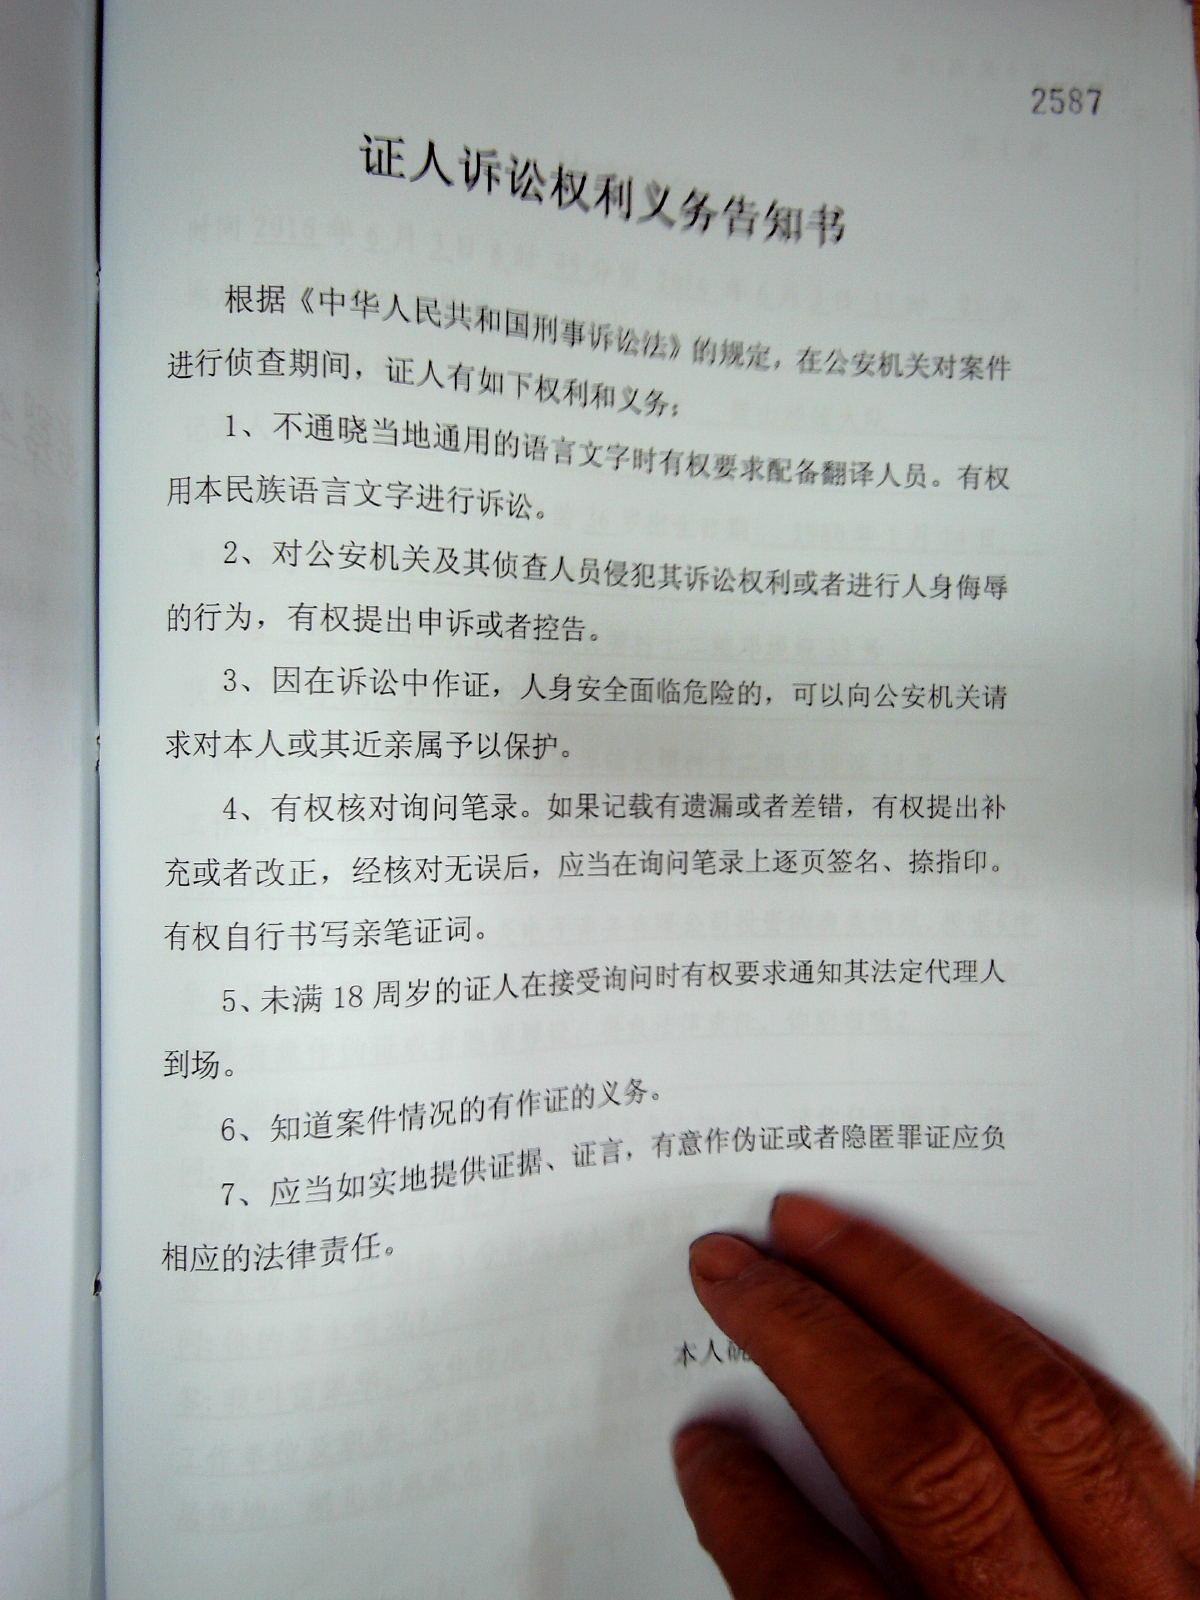 2587
证人诉讼权利义务告知书
根据《中华人民共和国刑事诉讼法》的规定，在公安机关对案件
进行侦查期间，证人有如下权利和义务：
1、不通晓当地通用的语言文字时有权要求配备翻译人员。有权
用本民族语言文字进行诉讼。
2、对公安机关及其侦查人员侵犯其诉讼权利或者进行人身侮辱
的行为，有权提出申诉或者控告。
3、因在诉讼中作证，人身安全面临危险的，可以向公安机关请
求对本人或其近亲属予以保护。
4、有权核对询问笔录。如果记载有遗漏或者差错，有权提出补
充或者改正，经核对无误后，应当在询问笔录上逐页签名、捺指印。
有权自行书写亲笔证词。
5、未满 18 周岁的证人在接受询问时有权要求通知其法定代理人
到场。
6、知道案件情况的有作证的义务。
7、应当如实地提供证据、证言，有意作伪证或者隐匿罪证应负
相应的法律责任。
本人